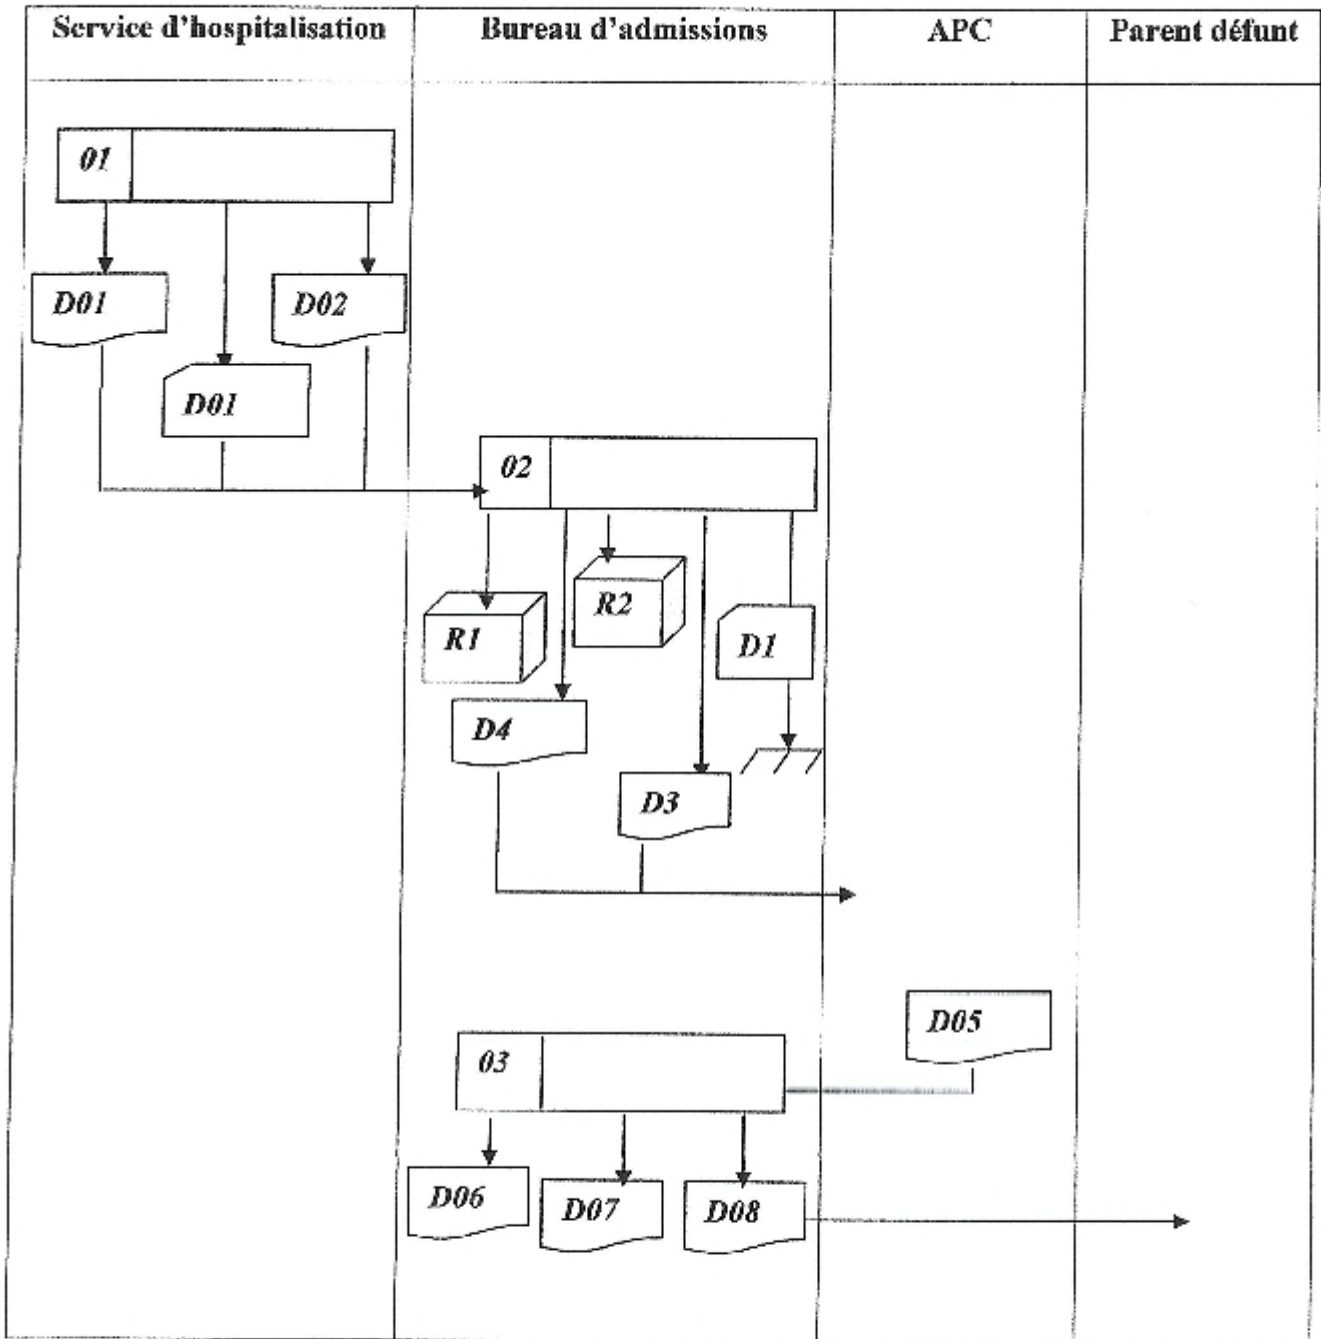 Service d'hospitalisation
Bureau d'admissions
APC
Parent défunt
01
D01
D02
D01
02
R2
R1
D1
D4
D3
D05
03
D06
D07
D08